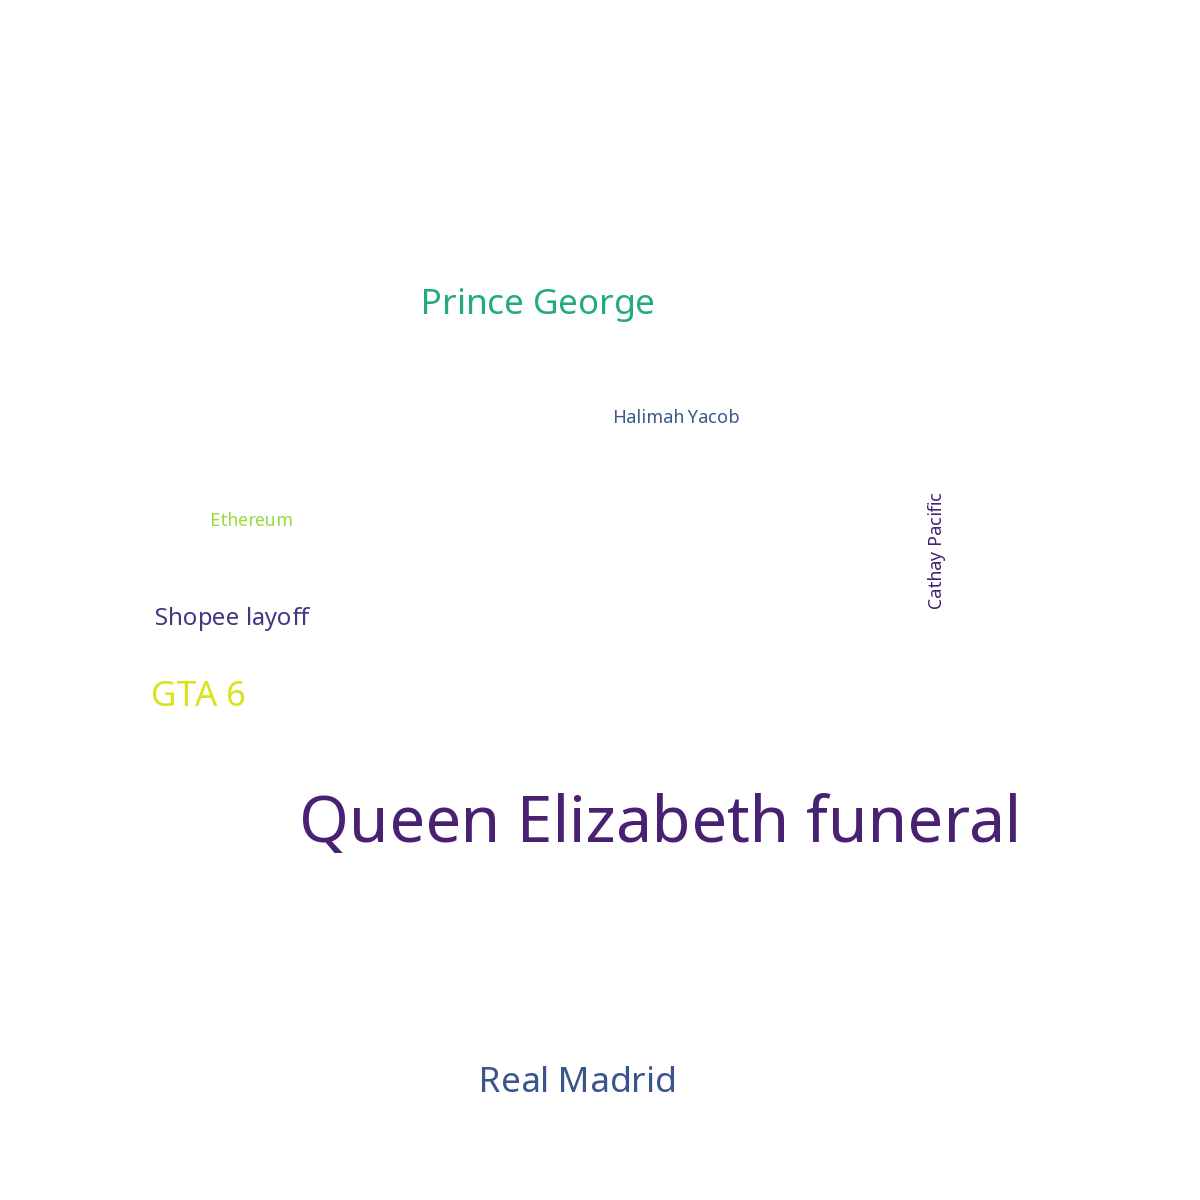 Prince George
Halimah Yacob
Cathay Pacific
Ethereum
Shopee layoff
GTA 6
Queen Elizabeth funeral
Real Madrid